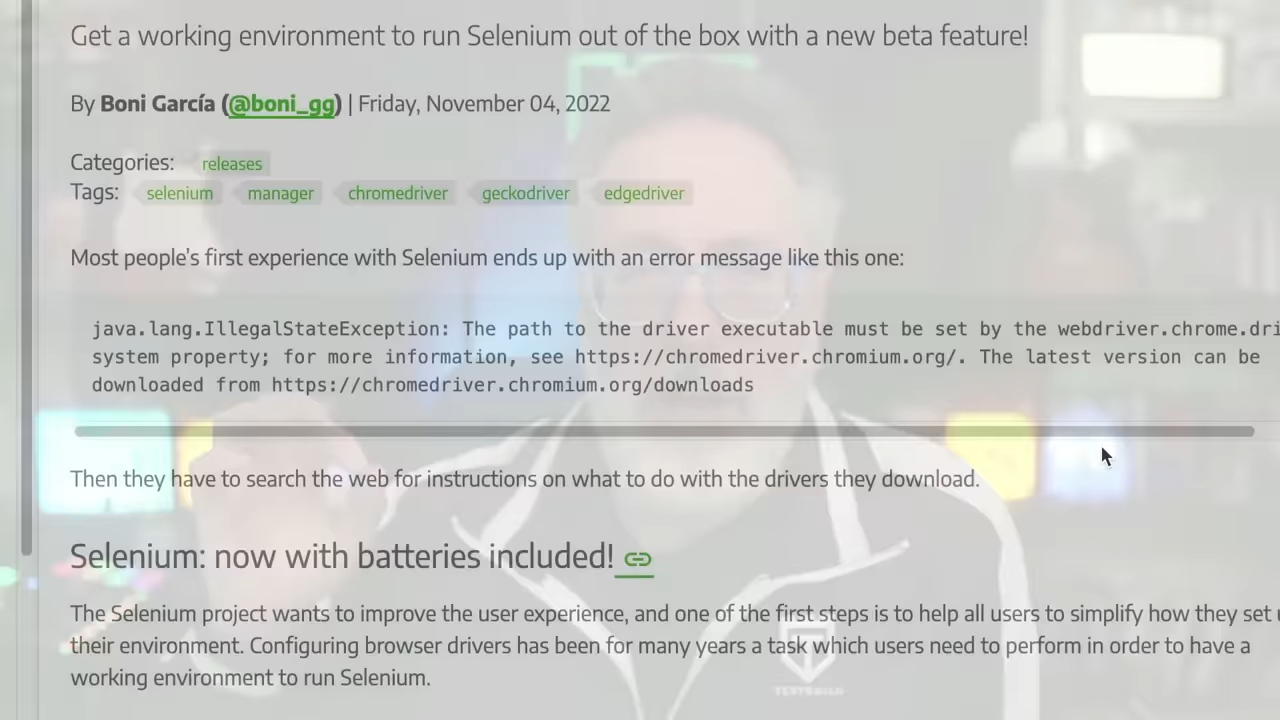 Get a working environment to run Selenium out of the box with a new beta feature!
By Boni García (@boni_gg) | Friday, November 04, 2022
Categories: releases
Tags: selenium manager chromedriver geckodriver edgedriver
Most people's first experience with Selenium ends up with an error message like this one:
java.lang.IllegalStateException: The path to the driver executable must be set by the webdriver.chrome.dri
system property; for more information, see https://chromedriver.chromium.org/. The latest version can be
downloaded from https://chromedriver.chromium.org/downloads
Then they have to search the web for instructions on what to do with the drivers they download.
Selenium: now with batteries included!
The Selenium project wants to improve the user experience, and one of the first steps is to help all users to simplify how they set
their environment. Configuring browser drivers has been for many years a task which users need to perform in order to have a
working environment to run Selenium.
TESTGUILD